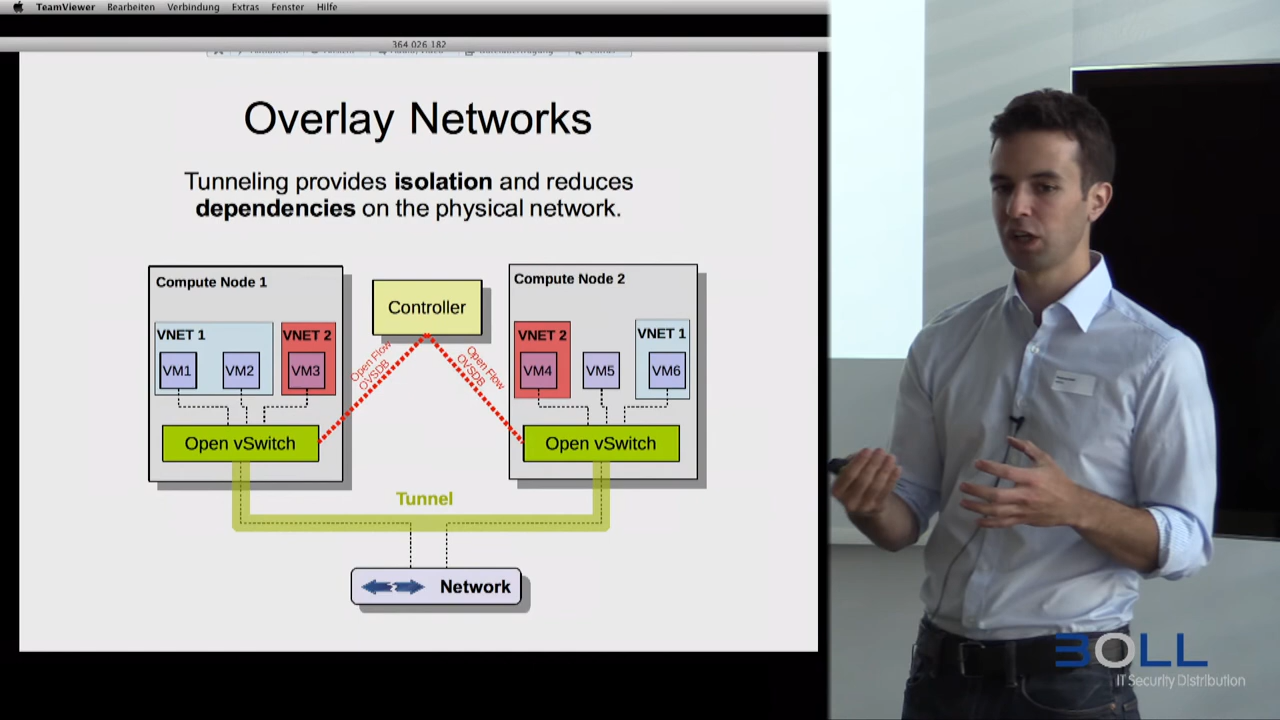 TeamViewer Bearbeiten Verbindung Extras Fenster Hilfe
364 026 182
Overlay Networks
Tunneling provides isolation and reduces
dependencies on the physical network.
Compute Node 1
VNET 1
VNET 2
VM1
VM2
VM3
Open vSwitch
Controller
Open Flow
OVSDB
Open Flow
OVSDB
Compute Node 2
VNET 2
VNET 1
VM4
VM5
VM6
Open vSwitch
Tunnel
Network
BOLL
IT Security Distribution